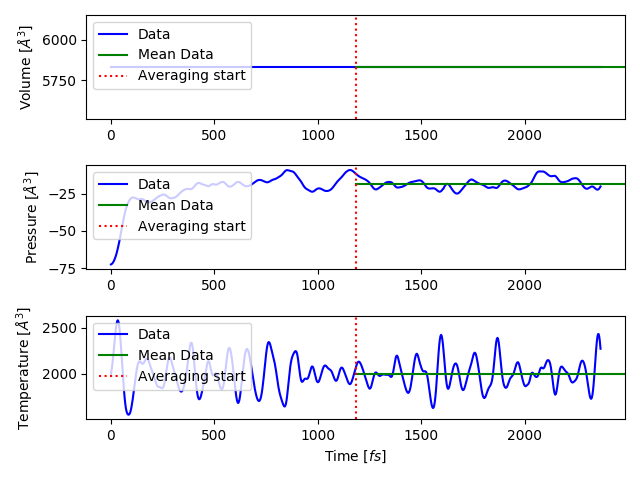 6000
5750
Volume [Å³]
Data
Mean Data
Averaging start
0 500 1000 1500 2000
−25
−50
−75
Pressure [Å³]
Data
Mean Data
Averaging start
0 500 1000 1500 2000
2500
2000
Temperature [Å³]
Data
Mean Data
Averaging start
0 500 1000 1500 2000
Time [fs]